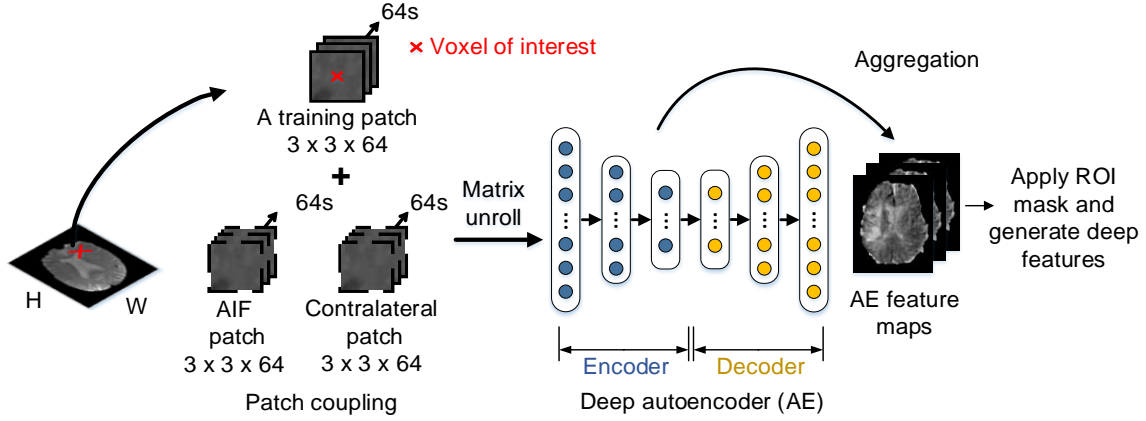 64s
× Voxel of interest
A training patch
3 x 3 x 64
+
64s
64s
H
W
AIF
patch
3 x 3 x 64
Contralateral
patch
3 x 3 x 64
Patch coupling
Matrix
unroll
Encoder
Decoder
Deep autoencoder (AE)
Aggregation
AE feature
maps
Apply ROI
mask and
generate deep
features